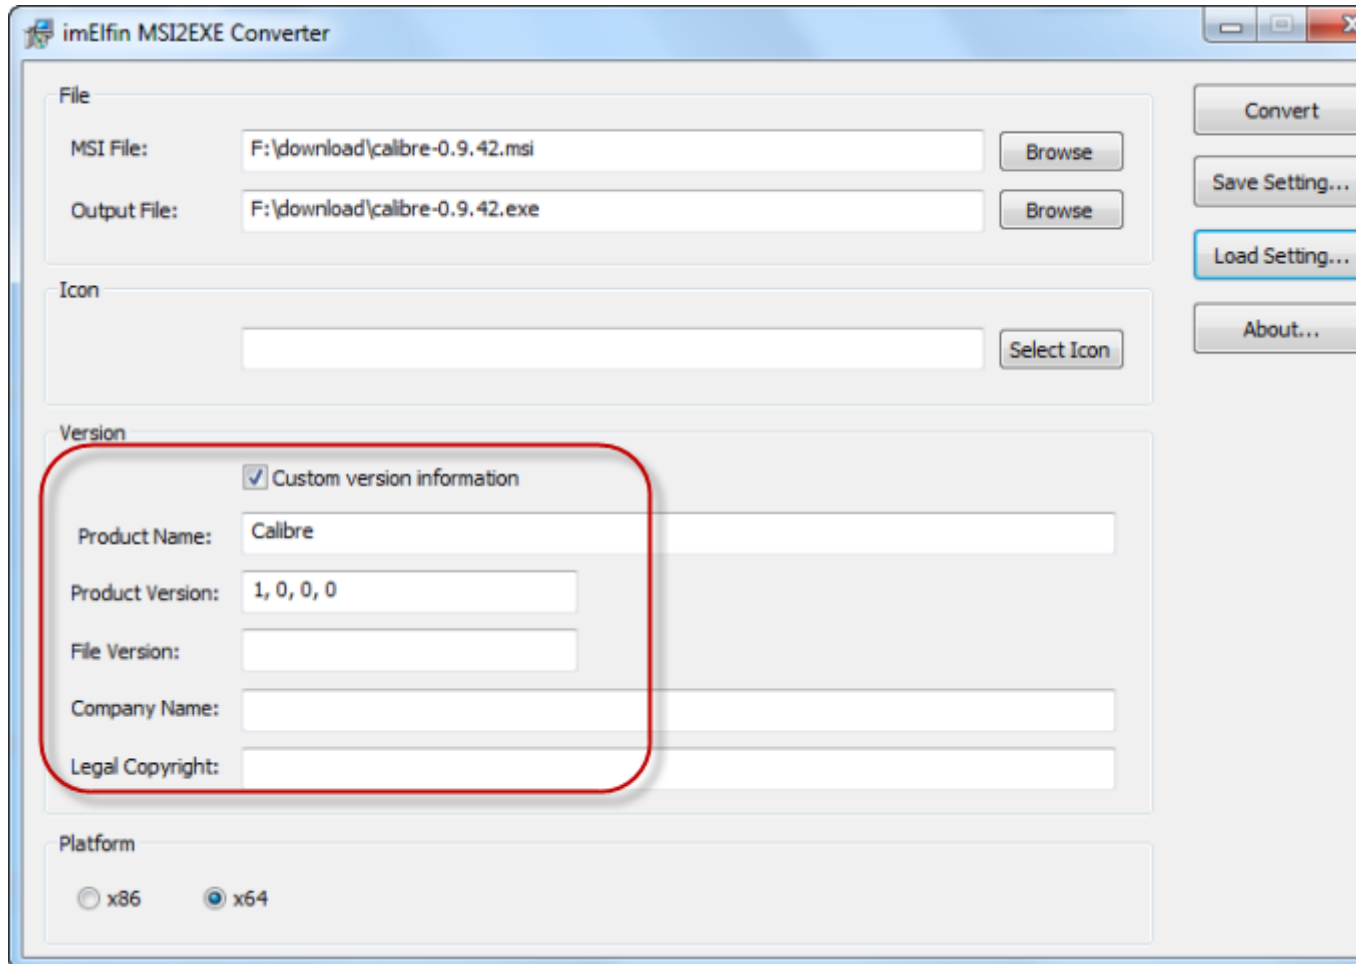 imElfin MSI2EXE Converter
File
MSI File: F:\download\calibre-0.9.42.msi Browse
Output File: F:\download\calibre-0.9.42.exe Browse
Icon
Select Icon
Version
Custom version information
Product Name: Calibre
Product Version: 1, 0, 0, 0
File Version:
Company Name:
Legal Copyright:
Platform
x86 x64
Convert
Save Setting...
Load Setting...
About...